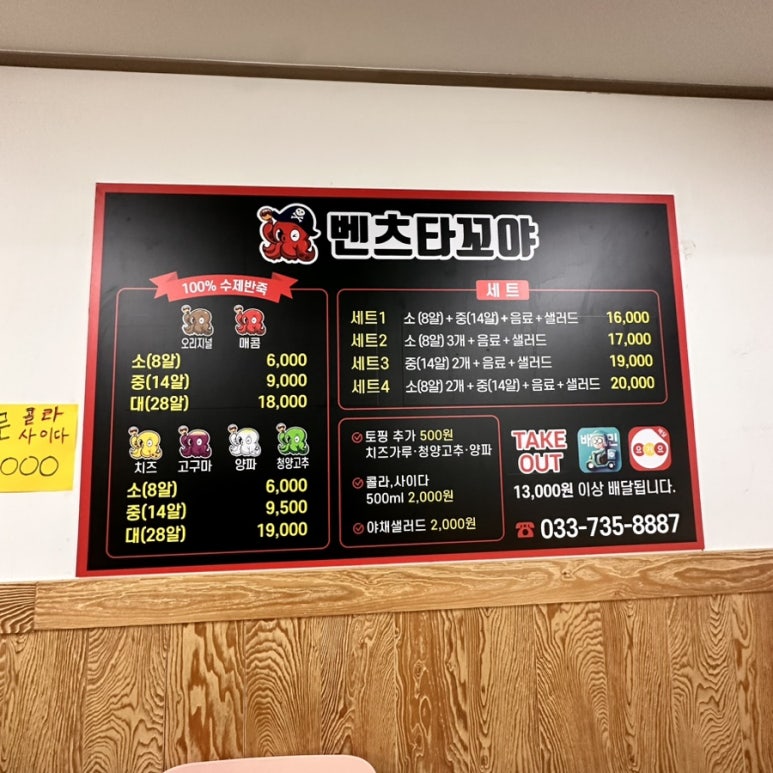 벤츠타꼬야
100% 수제반죽
오리지널 매콤
소(8알) 6,000
중(14알) 9,000
대(28알) 18,000
치즈 고구마 양파 청양고추
소(8알) 6,000
중(14알) 9,500
대(28알) 19,000
세트
세트1 소 (8알) + 중(14알) + 음료 + 샐러드 16,000
세트2 소 (8알) 3개 + 음료 + 샐러드 17,000
세트3 중(14알) 2개 + 음료 + 샐러드 19,000
세트4 소(8알) 2개 + 중(14알) + 음료 + 샐러드 20,000
토핑 추가 500원
치즈가루·청양고추·양파
콜라,사이다
500ml 2,000원
야채샐러드 2,000원
TAKE
OUT
13,000원 이상 배달됩니다.
033-735-8887
콜라
사이다
000